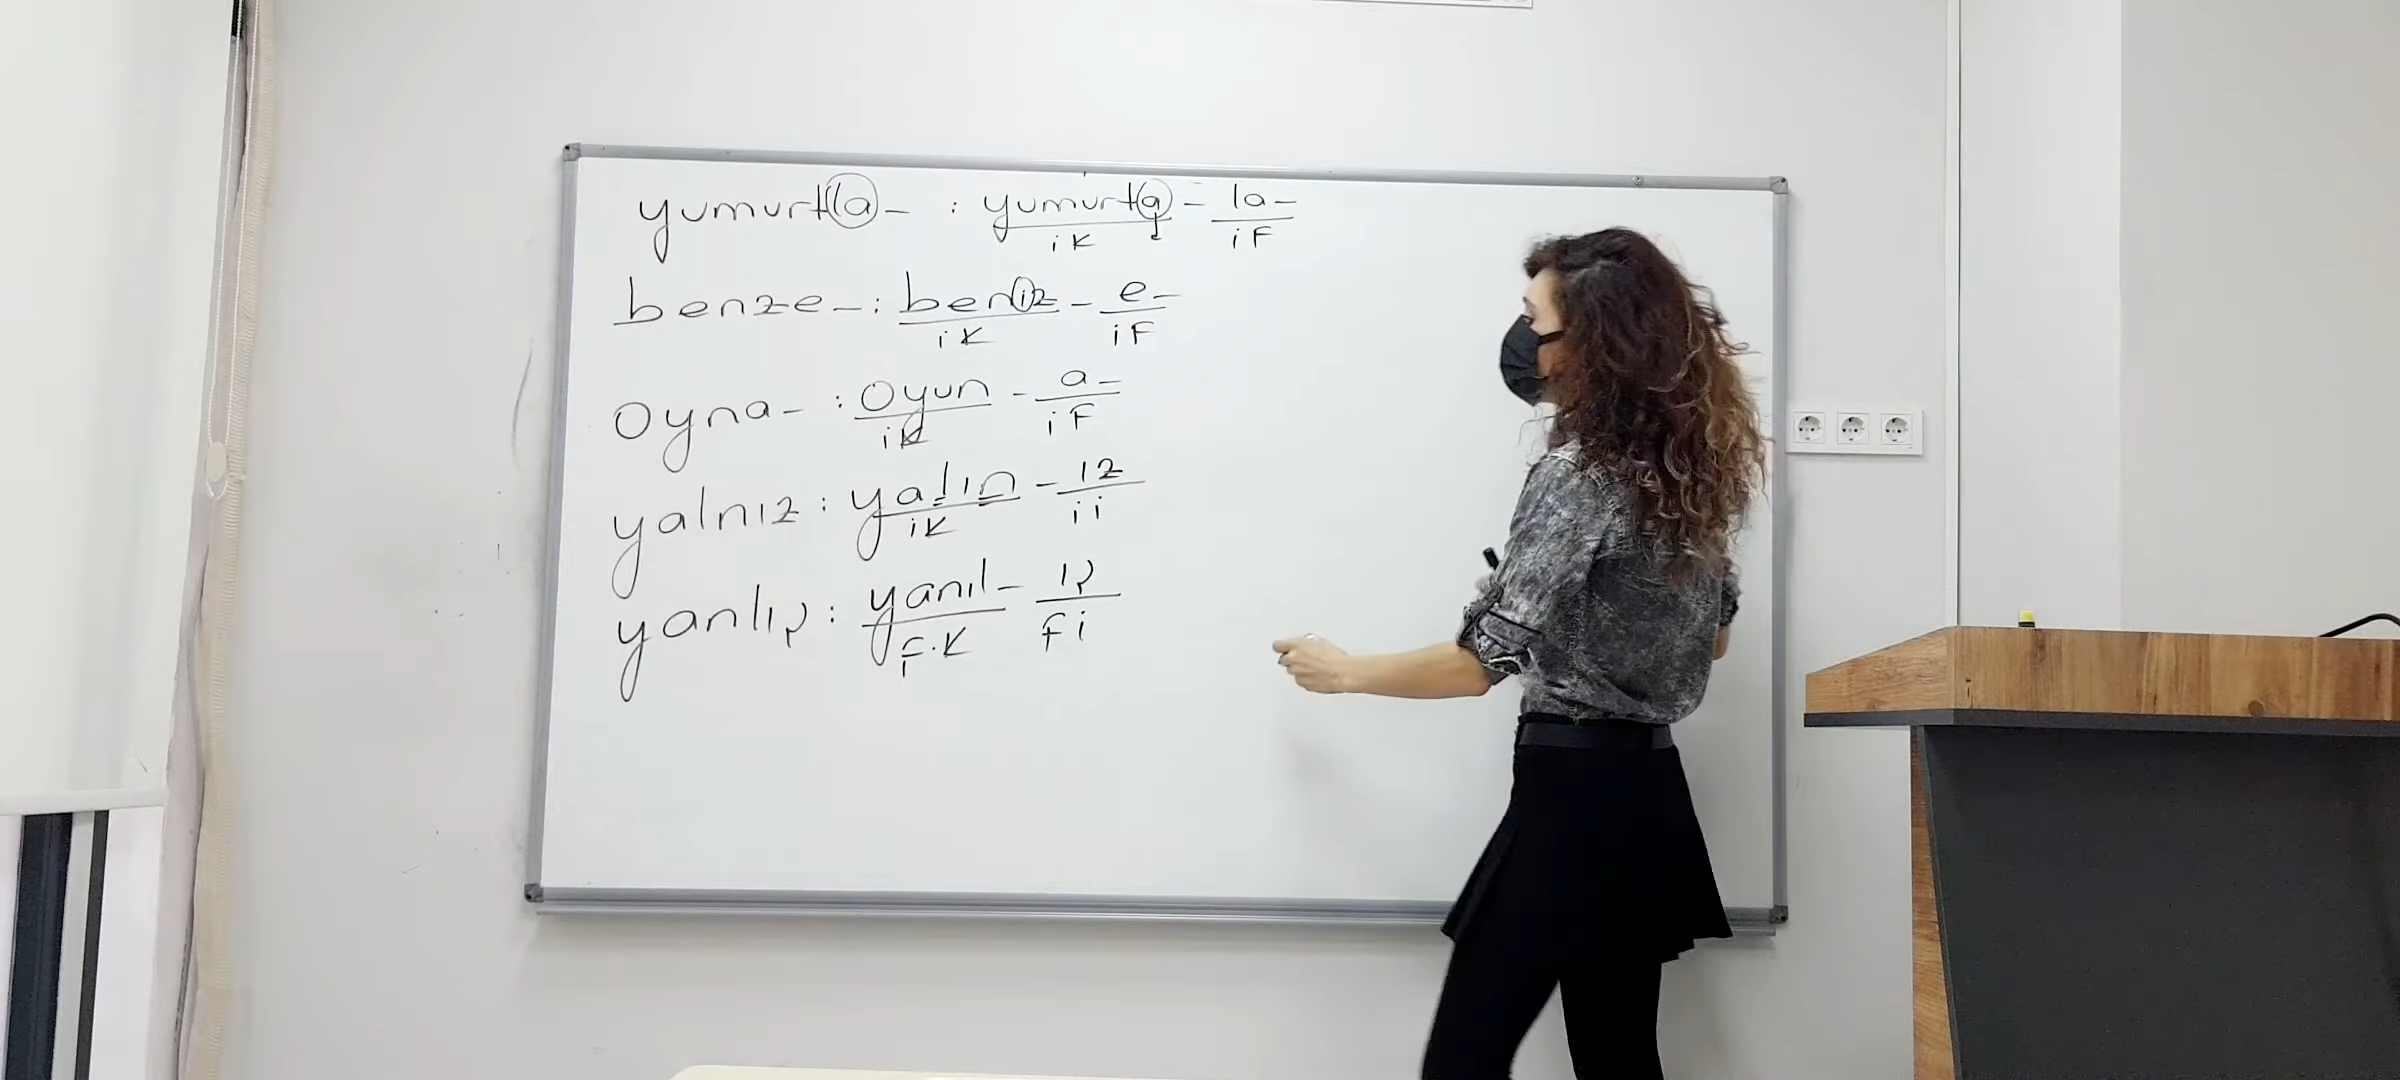 yumurtla- : yumurta - la-
iK iF
benze- : beniz - e-
iK iF
oyna- : oyun - a-
iK iF
yalnız : yalın - ız
iK ii
yanlış : yanıl- ış
F.K Fi